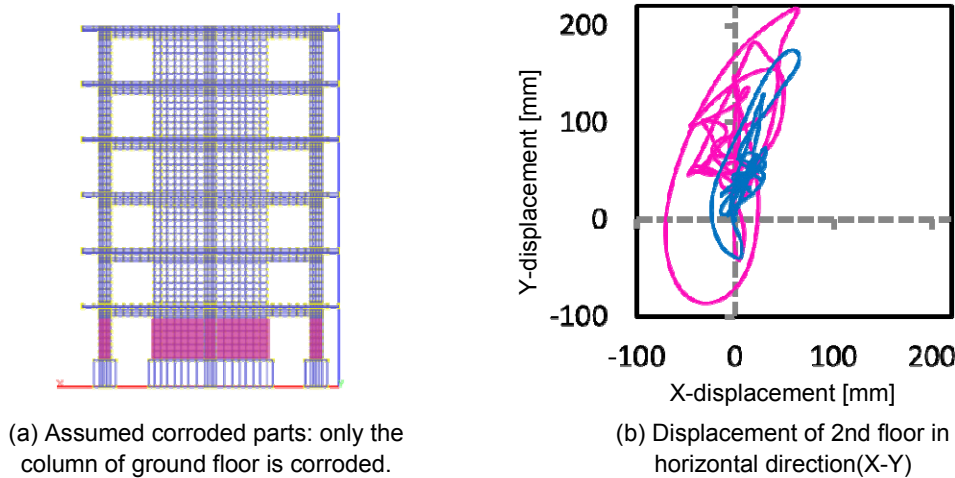 200
100
0
-100
Y-displacement [mm]
-100 0 100 200
X-displacement [mm]
(a) Assumed corroded parts: only the
column of ground floor is corroded.
(b) Displacement of 2nd floor in
horizontal direction(X-Y)